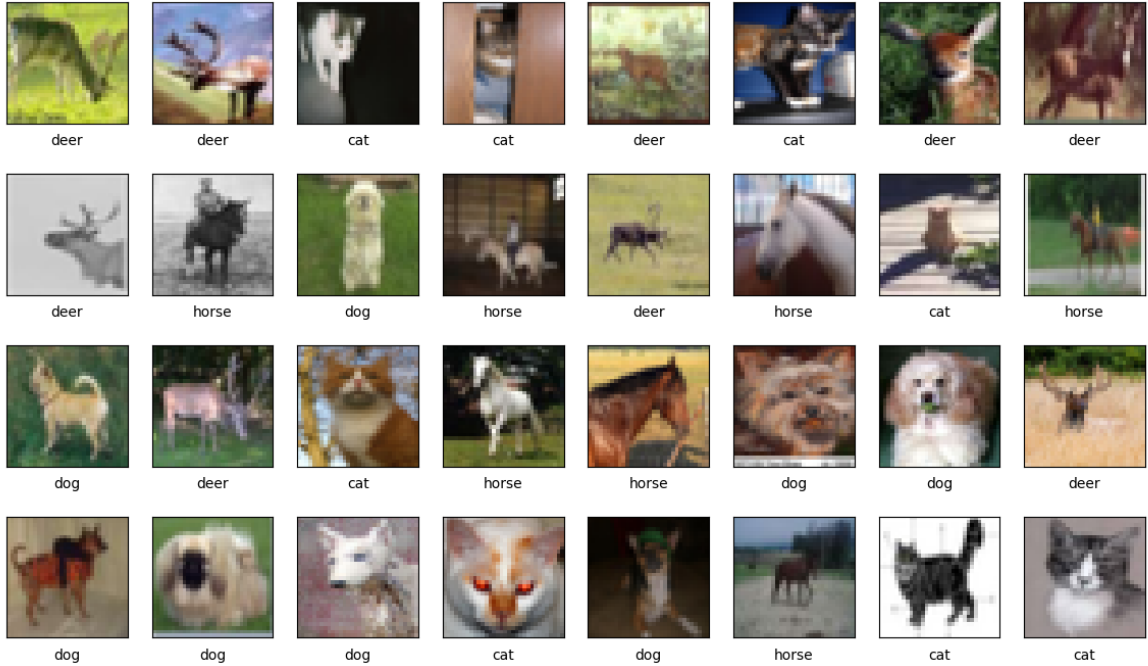 deer deer cat cat deer cat deer deer
deer horse dog horse deer horse cat horse
dog deer cat horse horse dog dog deer
dog dog dog cat dog horse cat cat